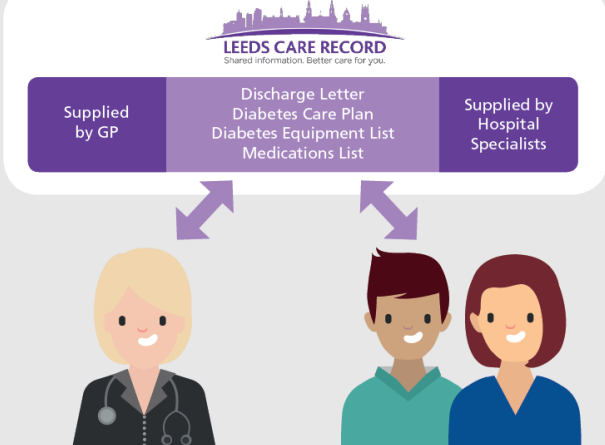 LEEDS CARE RECORD
Shared information. Better care for you.
Supplied
by GP
Discharge Letter
Diabetes Care Plan
Diabetes Equipment List
Medications List
Supplied by
Hospital
Specialists